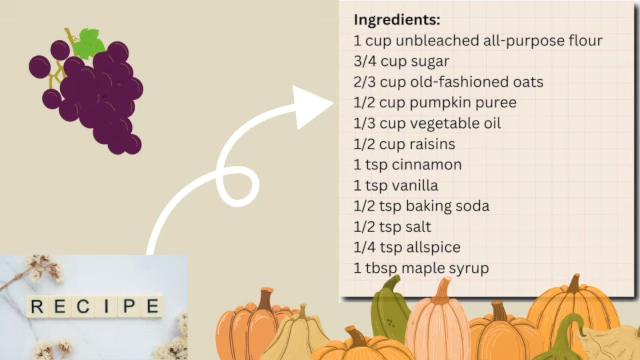 Ingredients:
1 cup unbleached all-purpose flour
3/4 cup sugar
2/3 cup old-fashioned oats
1/2 cup pumpkin puree
1/3 cup vegetable oil
1/2 cup raisins
1 tsp cinnamon
1 tsp vanilla
1/2 tsp baking soda
1/2 tsp salt
1/4 tsp allspice
1 tbsp maple syrup
RECIPE